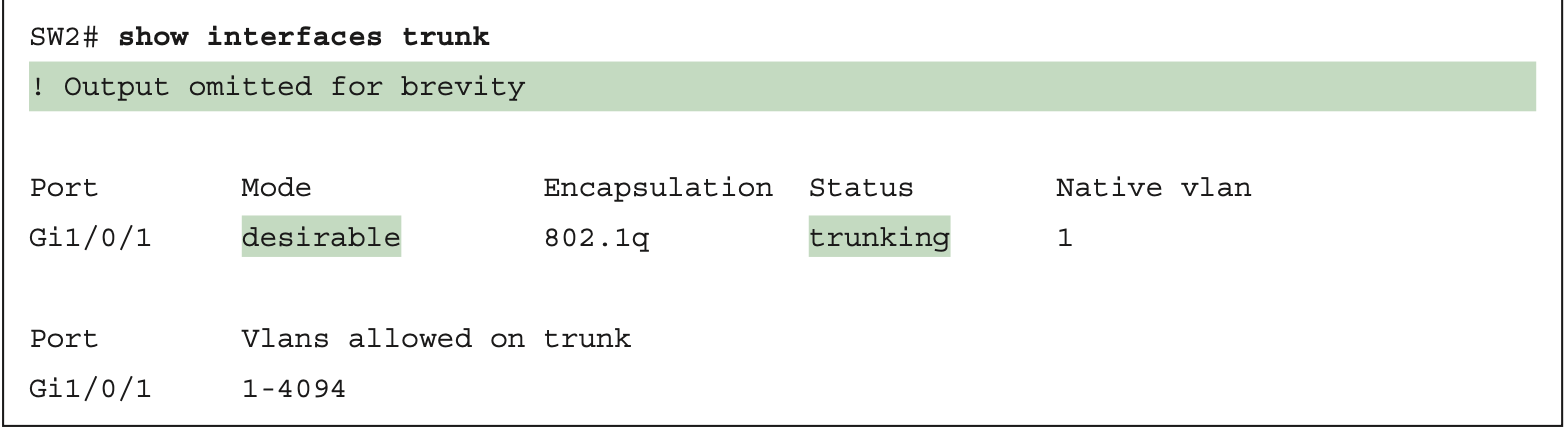 SW2# show interfaces trunk
! Output omitted for brevity
Port Mode Encapsulation Status Native vlan
Gi1/0/1 desirable 802.1q trunking 1
Port Vlans allowed on trunk
Gi1/0/1 1-4094